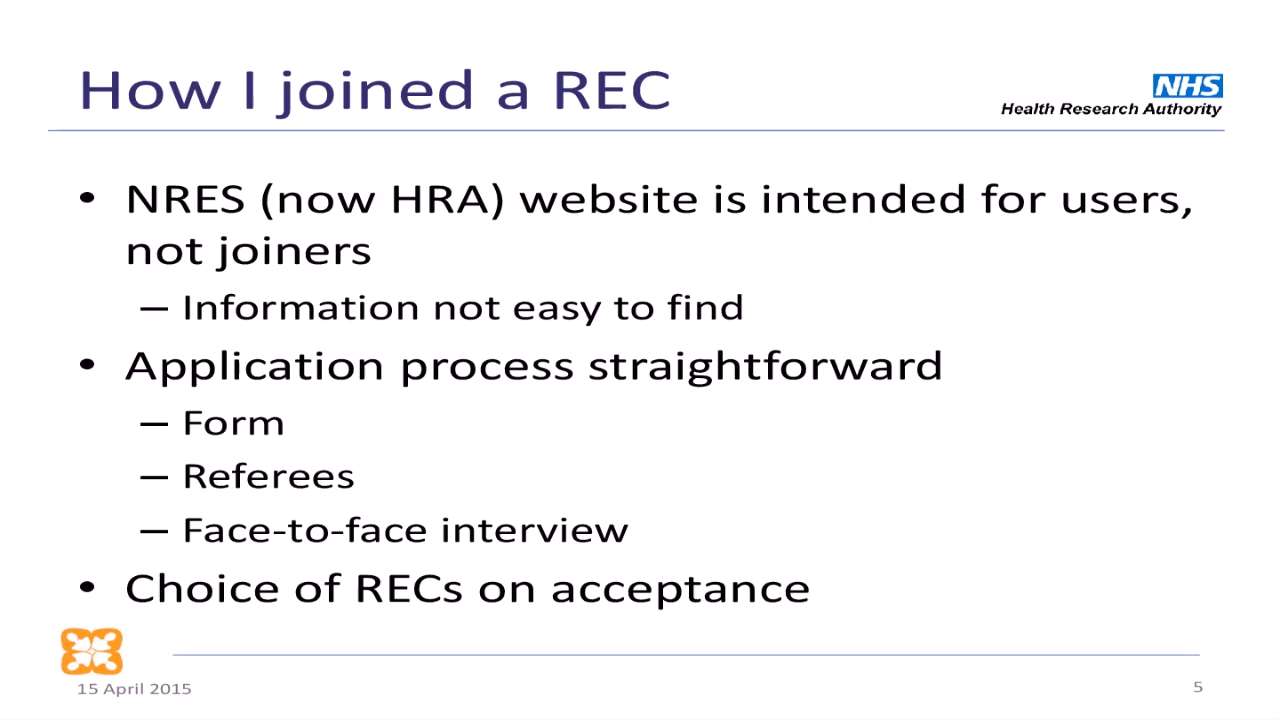 How I joined a REC
NHS
Health Research Authority
• NRES (now HRA) website is intended for users,
not joiners
– Information not easy to find
• Application process straightforward
– Form
– Referees
– Face-to-face interview
• Choice of RECs on acceptance
15 April 2015
5